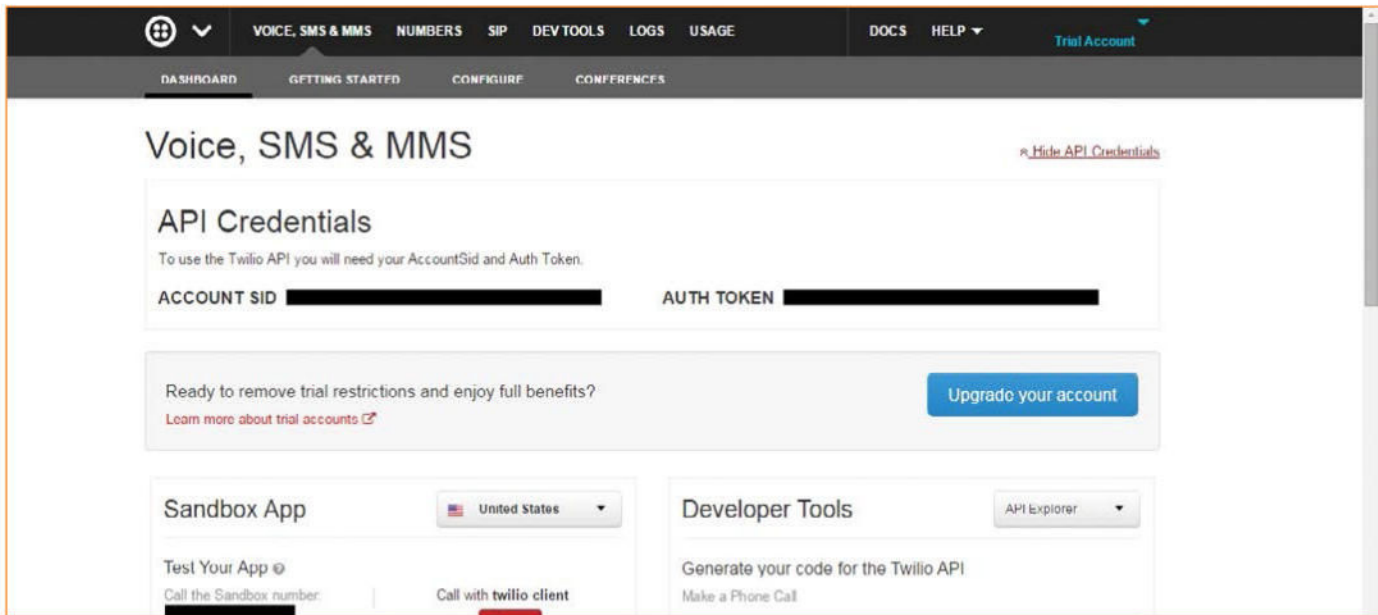 VOICE, SMS & MMS NUMBERS SIP DEV TOOLS LOGS USAGE DOCS HELP Trial Account
DASHBOARD GETTING STARTED CONFIGURE CONFERENCES
Voice, SMS & MMS
Hide API Credentials
API Credentials
To use the Twilio API you will need your AccountSid and Auth Token.
ACCOUNT SID AUTH TOKEN
Ready to remove trial restrictions and enjoy full benefits?
Upgrade your account
Learn more about trial accounts
Sandbox App United States
Developer Tools API Explorer
Test Your App
Call the Sandbox number: Call with twilio client
Generate your code for the Twilio API
Make a Phone Call